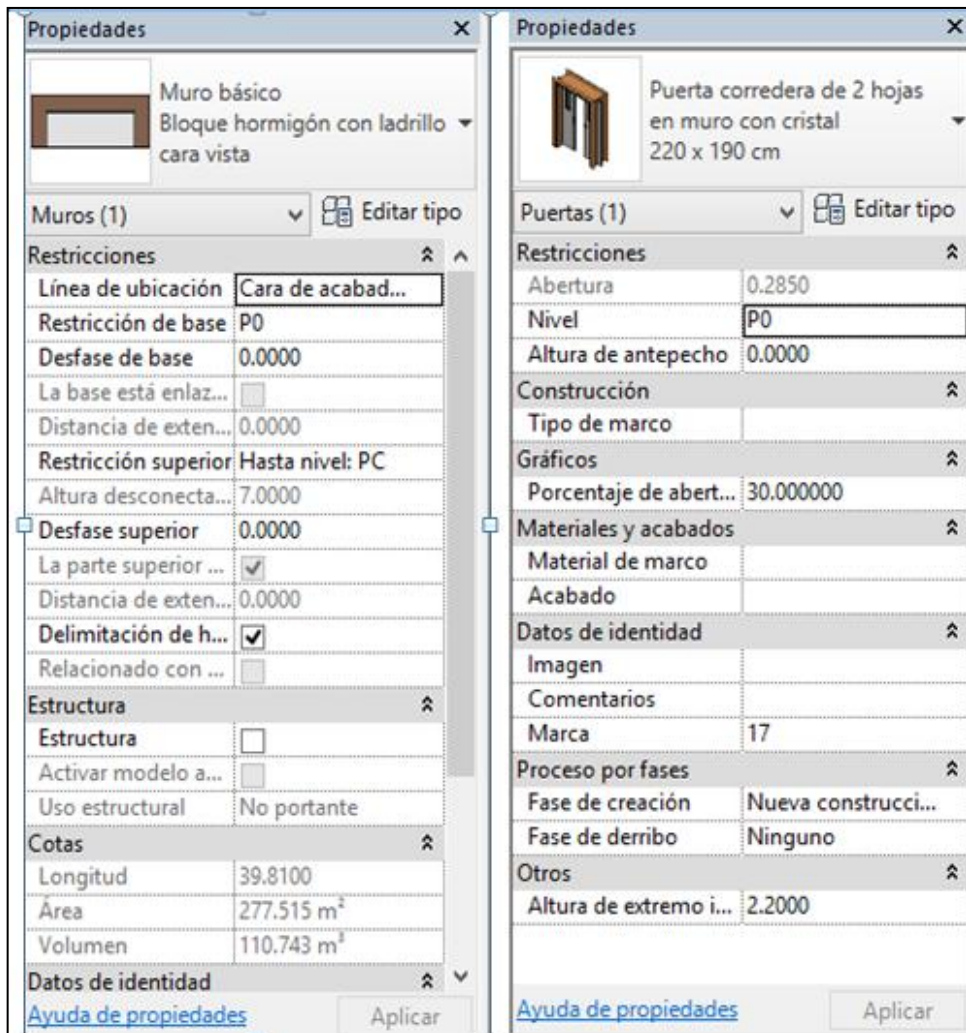 Propiedades
Muro básico
Bloque hormigón con ladrillo
cara vista
Muros (1)
Editar tipo
Restricciones
Línea de ubicación Cara de acabad...
Restricción de base P0
Desfase de base 0.0000
La base está enlaz...
Distancia de exten... 0.0000
Restricción superior Hasta nivel: PC
Altura desconecta... 7.0000
Desfase superior 0.0000
La parte superior ...
Distancia de exten... 0.0000
Delimitación de h...
Relacionado con ...
Estructura
Estructura
Activar modelo a...
Uso estructural No portante
Cotas
Longitud 39.8100
Área 277.515 m²
Volumen 110.743 m³
Datos de identidad
Ayuda de propiedades
Aplicar
Propiedades
Puerta corredera de 2 hojas
en muro con cristal
220 x 190 cm
Puertas (1)
Editar tipo
Restricciones
Abertura 0.2850
Nivel P0
Altura de antepecho 0.0000
Construcción
Tipo de marco
Gráficos
Porcentaje de abert... 30.000000
Materiales y acabados
Material de marco
Acabado
Datos de identidad
Imagen
Comentarios
Marca 17
Proceso por fases
Fase de creación Nueva construcci...
Fase de derribo Ninguno
Otros
Altura de extremo i... 2.2000
Ayuda de propiedades
Aplicar